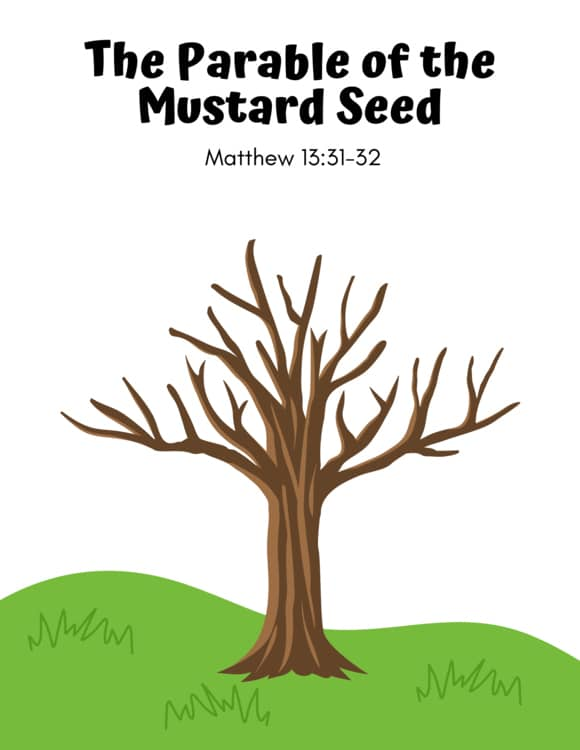 The Parable of the
Mustard Seed
Matthew 13:31-32